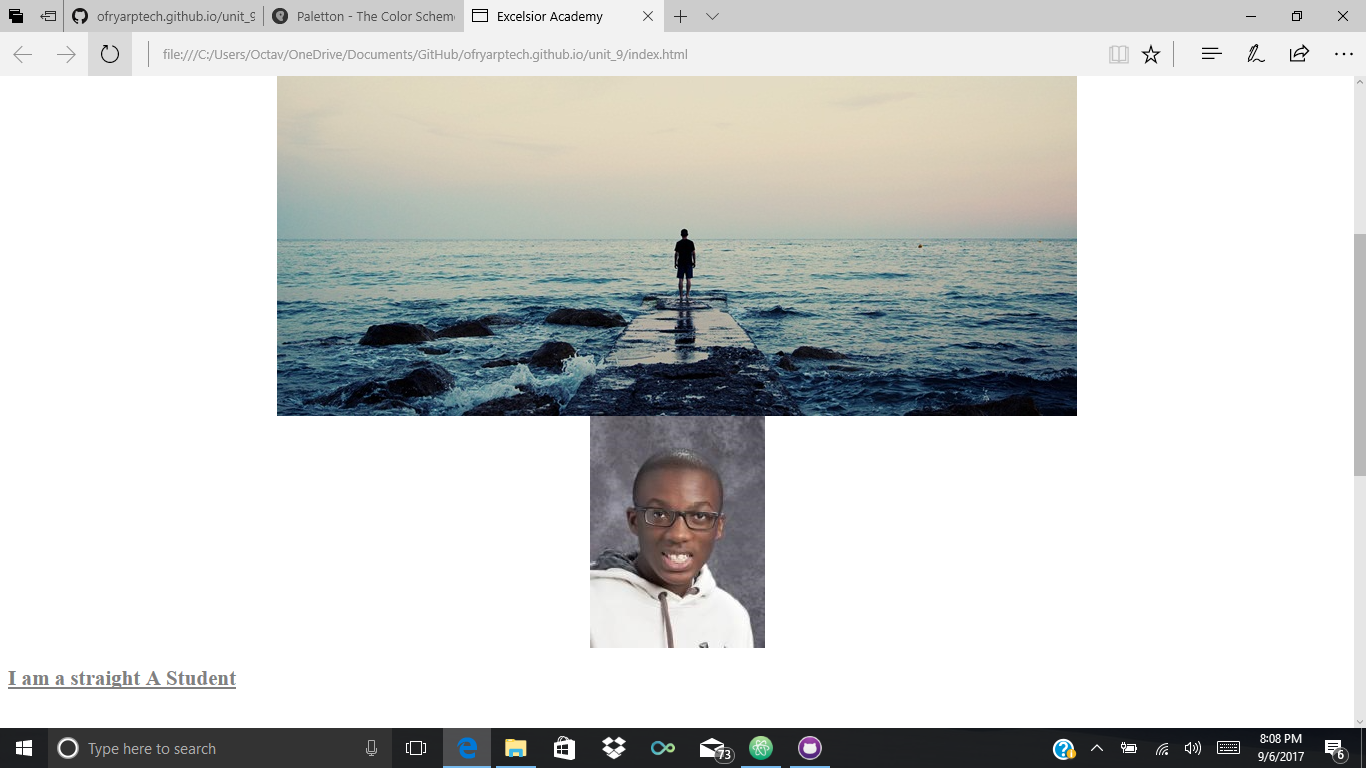 ofryarptech.github.io/unit_9
Paletton - The Color Schem
Excelsior Academy
file:///C:/Users/Octav/OneDrive/Documents/GitHub/ofryarptech.github.io/unit_9/index.html
I am a straight A Student
Type here to search
73
8:08 PM
9/6/2017
6